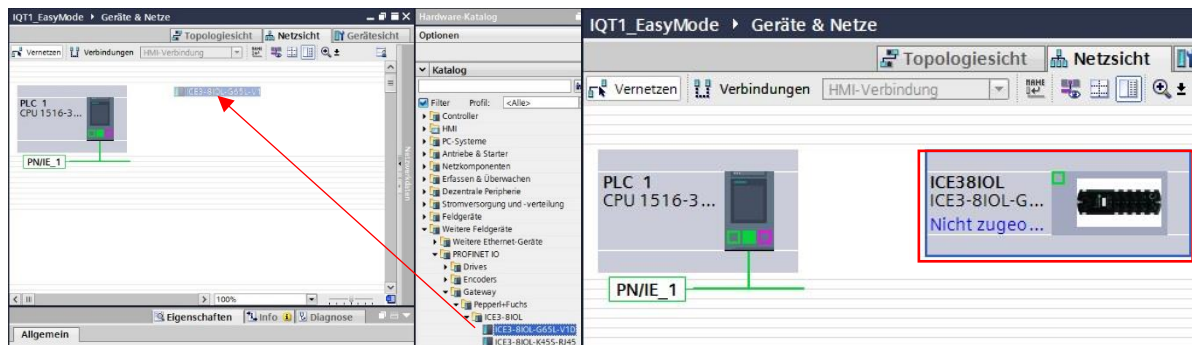 IQT1_EasyMode ▸ Geräte & Netze
Topologiesicht
Netzsicht
Gerätesicht
Vernetzen
Verbindungen
HMI-Verbindung
ICE3-8IOL-G65L-V1
PLC 1
CPU 1516-3...
PN/IE_1
100%
Eigenschaften
Info
Diagnose
Allgemein
Hardware-Katalog
Optionen
Katalog
Filter
Profil:
<Alle>
Controller
HMI
PC-Systeme
Antriebe & Starter
Netzkomponenten
Erfassen & Überwachen
Dezentrale Peripherie
Stromversorgung und -verteilung
Feldgeräte
Weitere Feldgeräte
Weitere Ethernet-Geräte
PROFINET IO
Drives
Encoders
Gateway
Pepperl+Fuchs
ICE3-8IOL
ICE3-8IOL-G65L-V1D
ICE3-8IOL-K45S-RJ45
IQT1_EasyMode ▸ Geräte & Netze
Topologiesicht
Netzsicht
Vernetzen
Verbindungen
HMI-Verbindung
PLC 1
CPU 1516-3...
PN/IE_1
ICE38IOL
ICE3-8IOL-G...
Nicht zugeo...